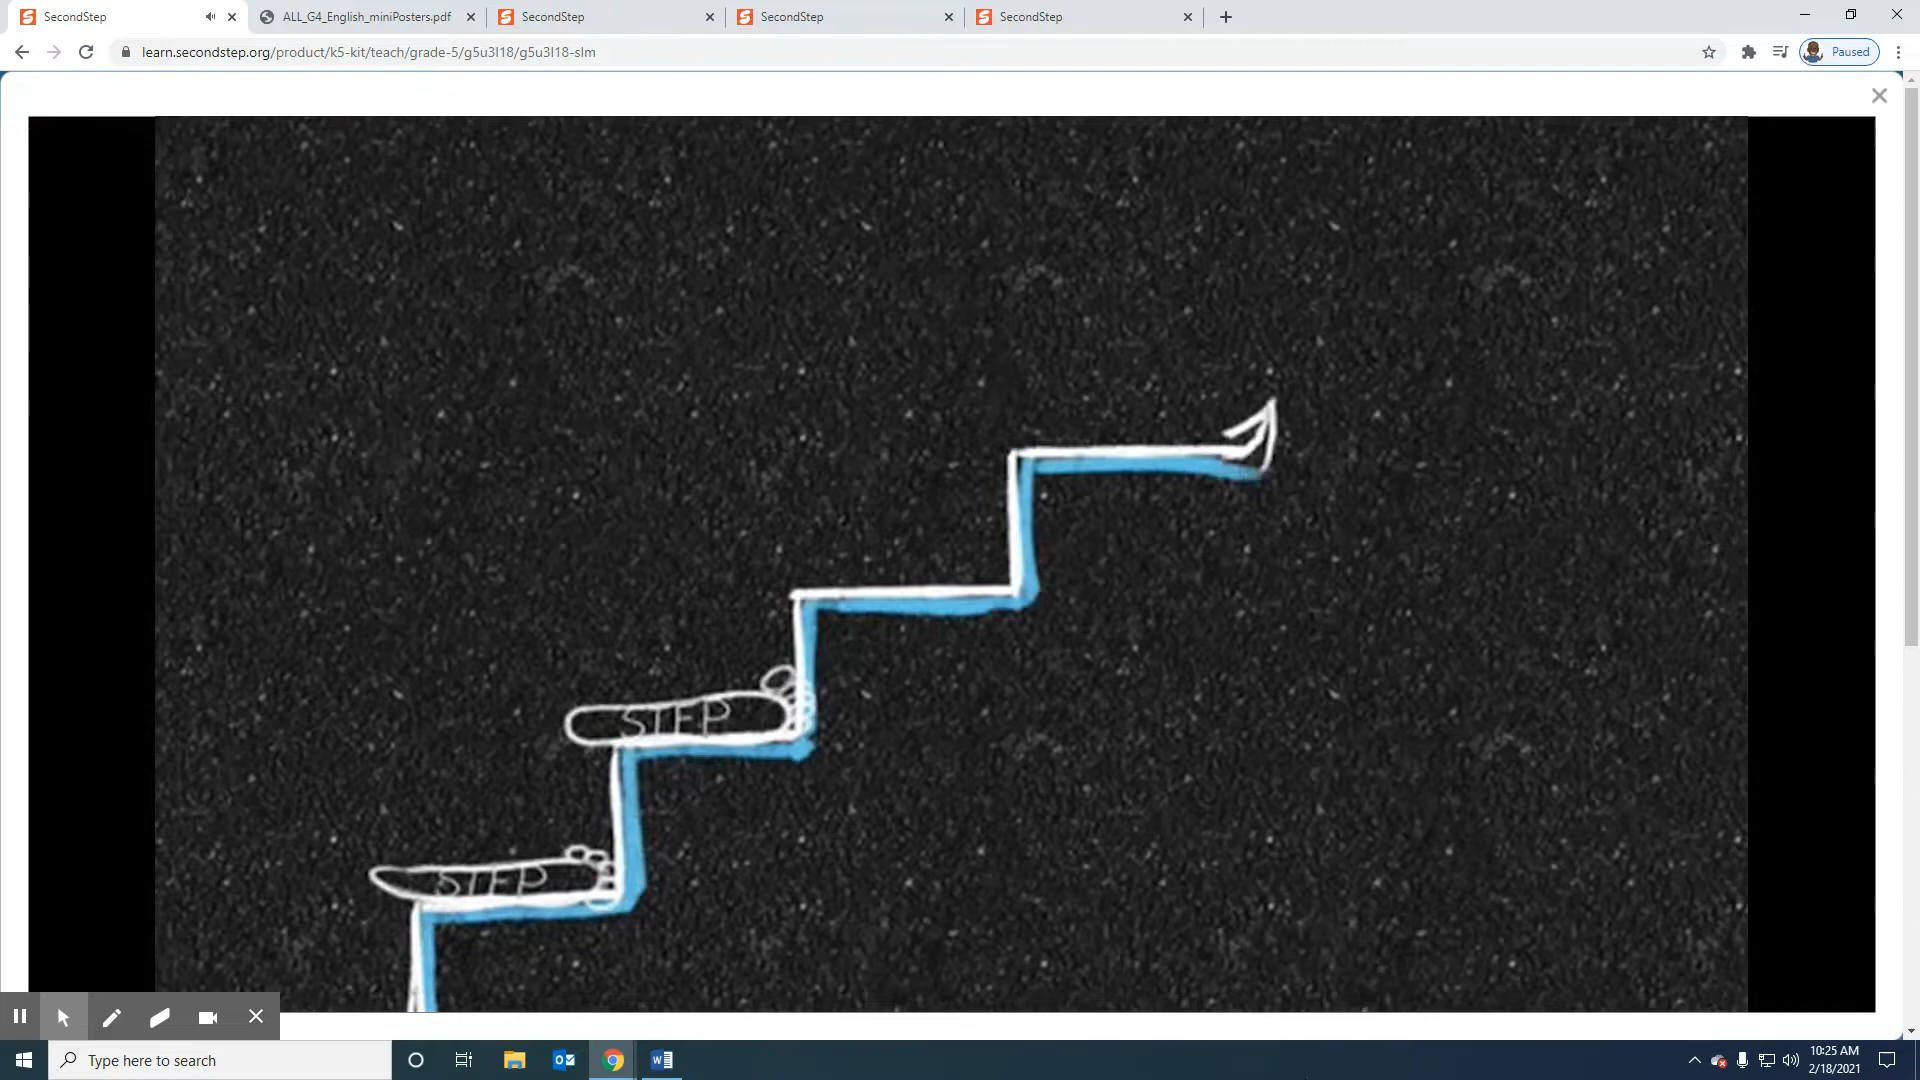 SecondStep
ALL_G4_English_miniPosters.pdf
SecondStep
SecondStep
SecondStep
learn.secondstep.org/product/k5-kit/teach/grade-5/g5u3l18/g5u3l18-slm
Paused
STEP
STEP
Type here to search
10:25 AM
2/18/2021